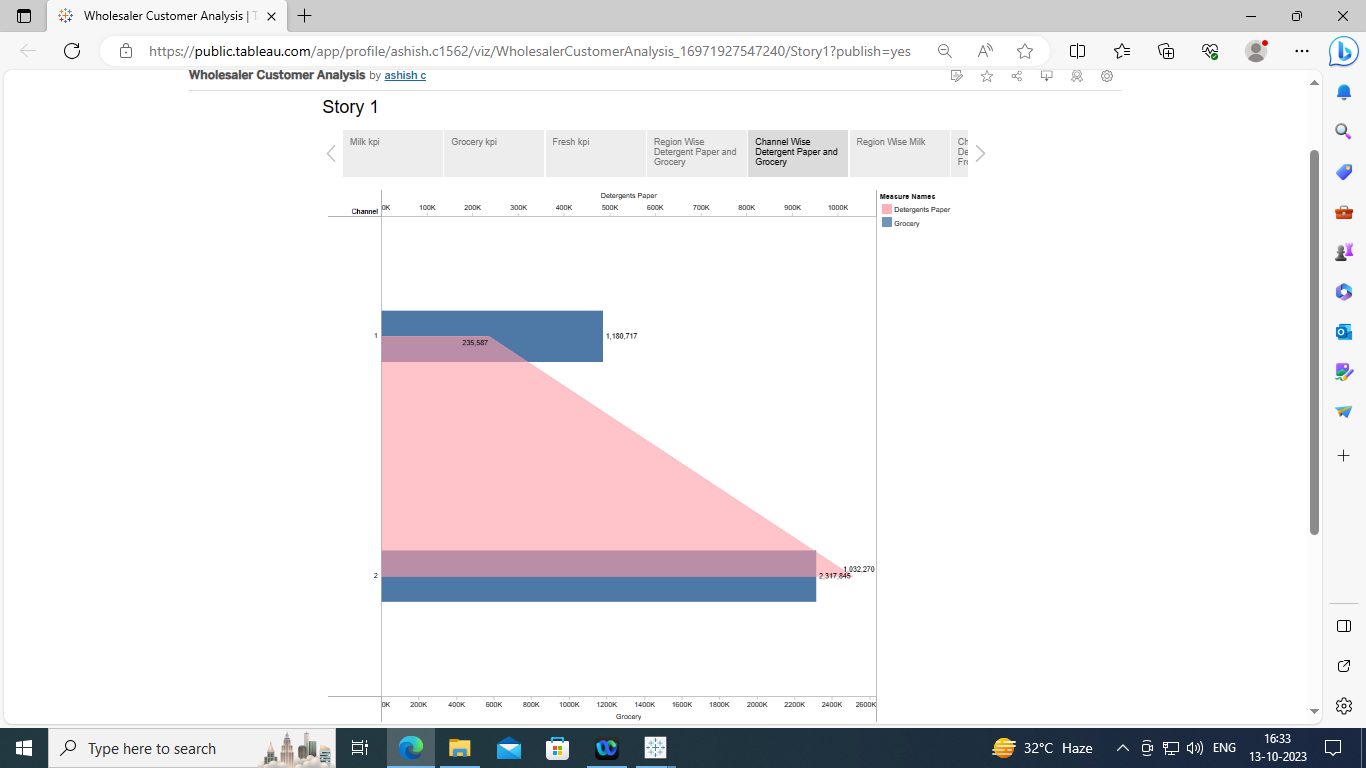 Wholesaler Customer Analysis | T
https://public.tableau.com/app/profile/ashish.c1562/viz/WholesalerCustomerAnalysis_16971927547240/Story1?publish=yes
Wholesaler Customer Analysis by ashish c
Story 1
Milk kpi
Grocery kpi
Fresh kpi
Region Wise
Detergent Paper and
Grocery
Channel Wise
Detergent Paper and
Grocery
Region Wise Milk
Ch
De
Fre
Detergents Paper
Channel
0K 100K 200K 300K 400K 500K 600K 700K 800K 900K 1000K
Measure Names
Detergents Paper
Grocery
1
1,180,717
235,587
2
1,032,270
2,317,845
0K 200K 400K 600K 800K 1000K 1200K 1400K 1600K 1800K 2000K 2200K 2400K 2600K
Grocery
Type here to search
32°C Haze
ENG
16:33
13-10-2023